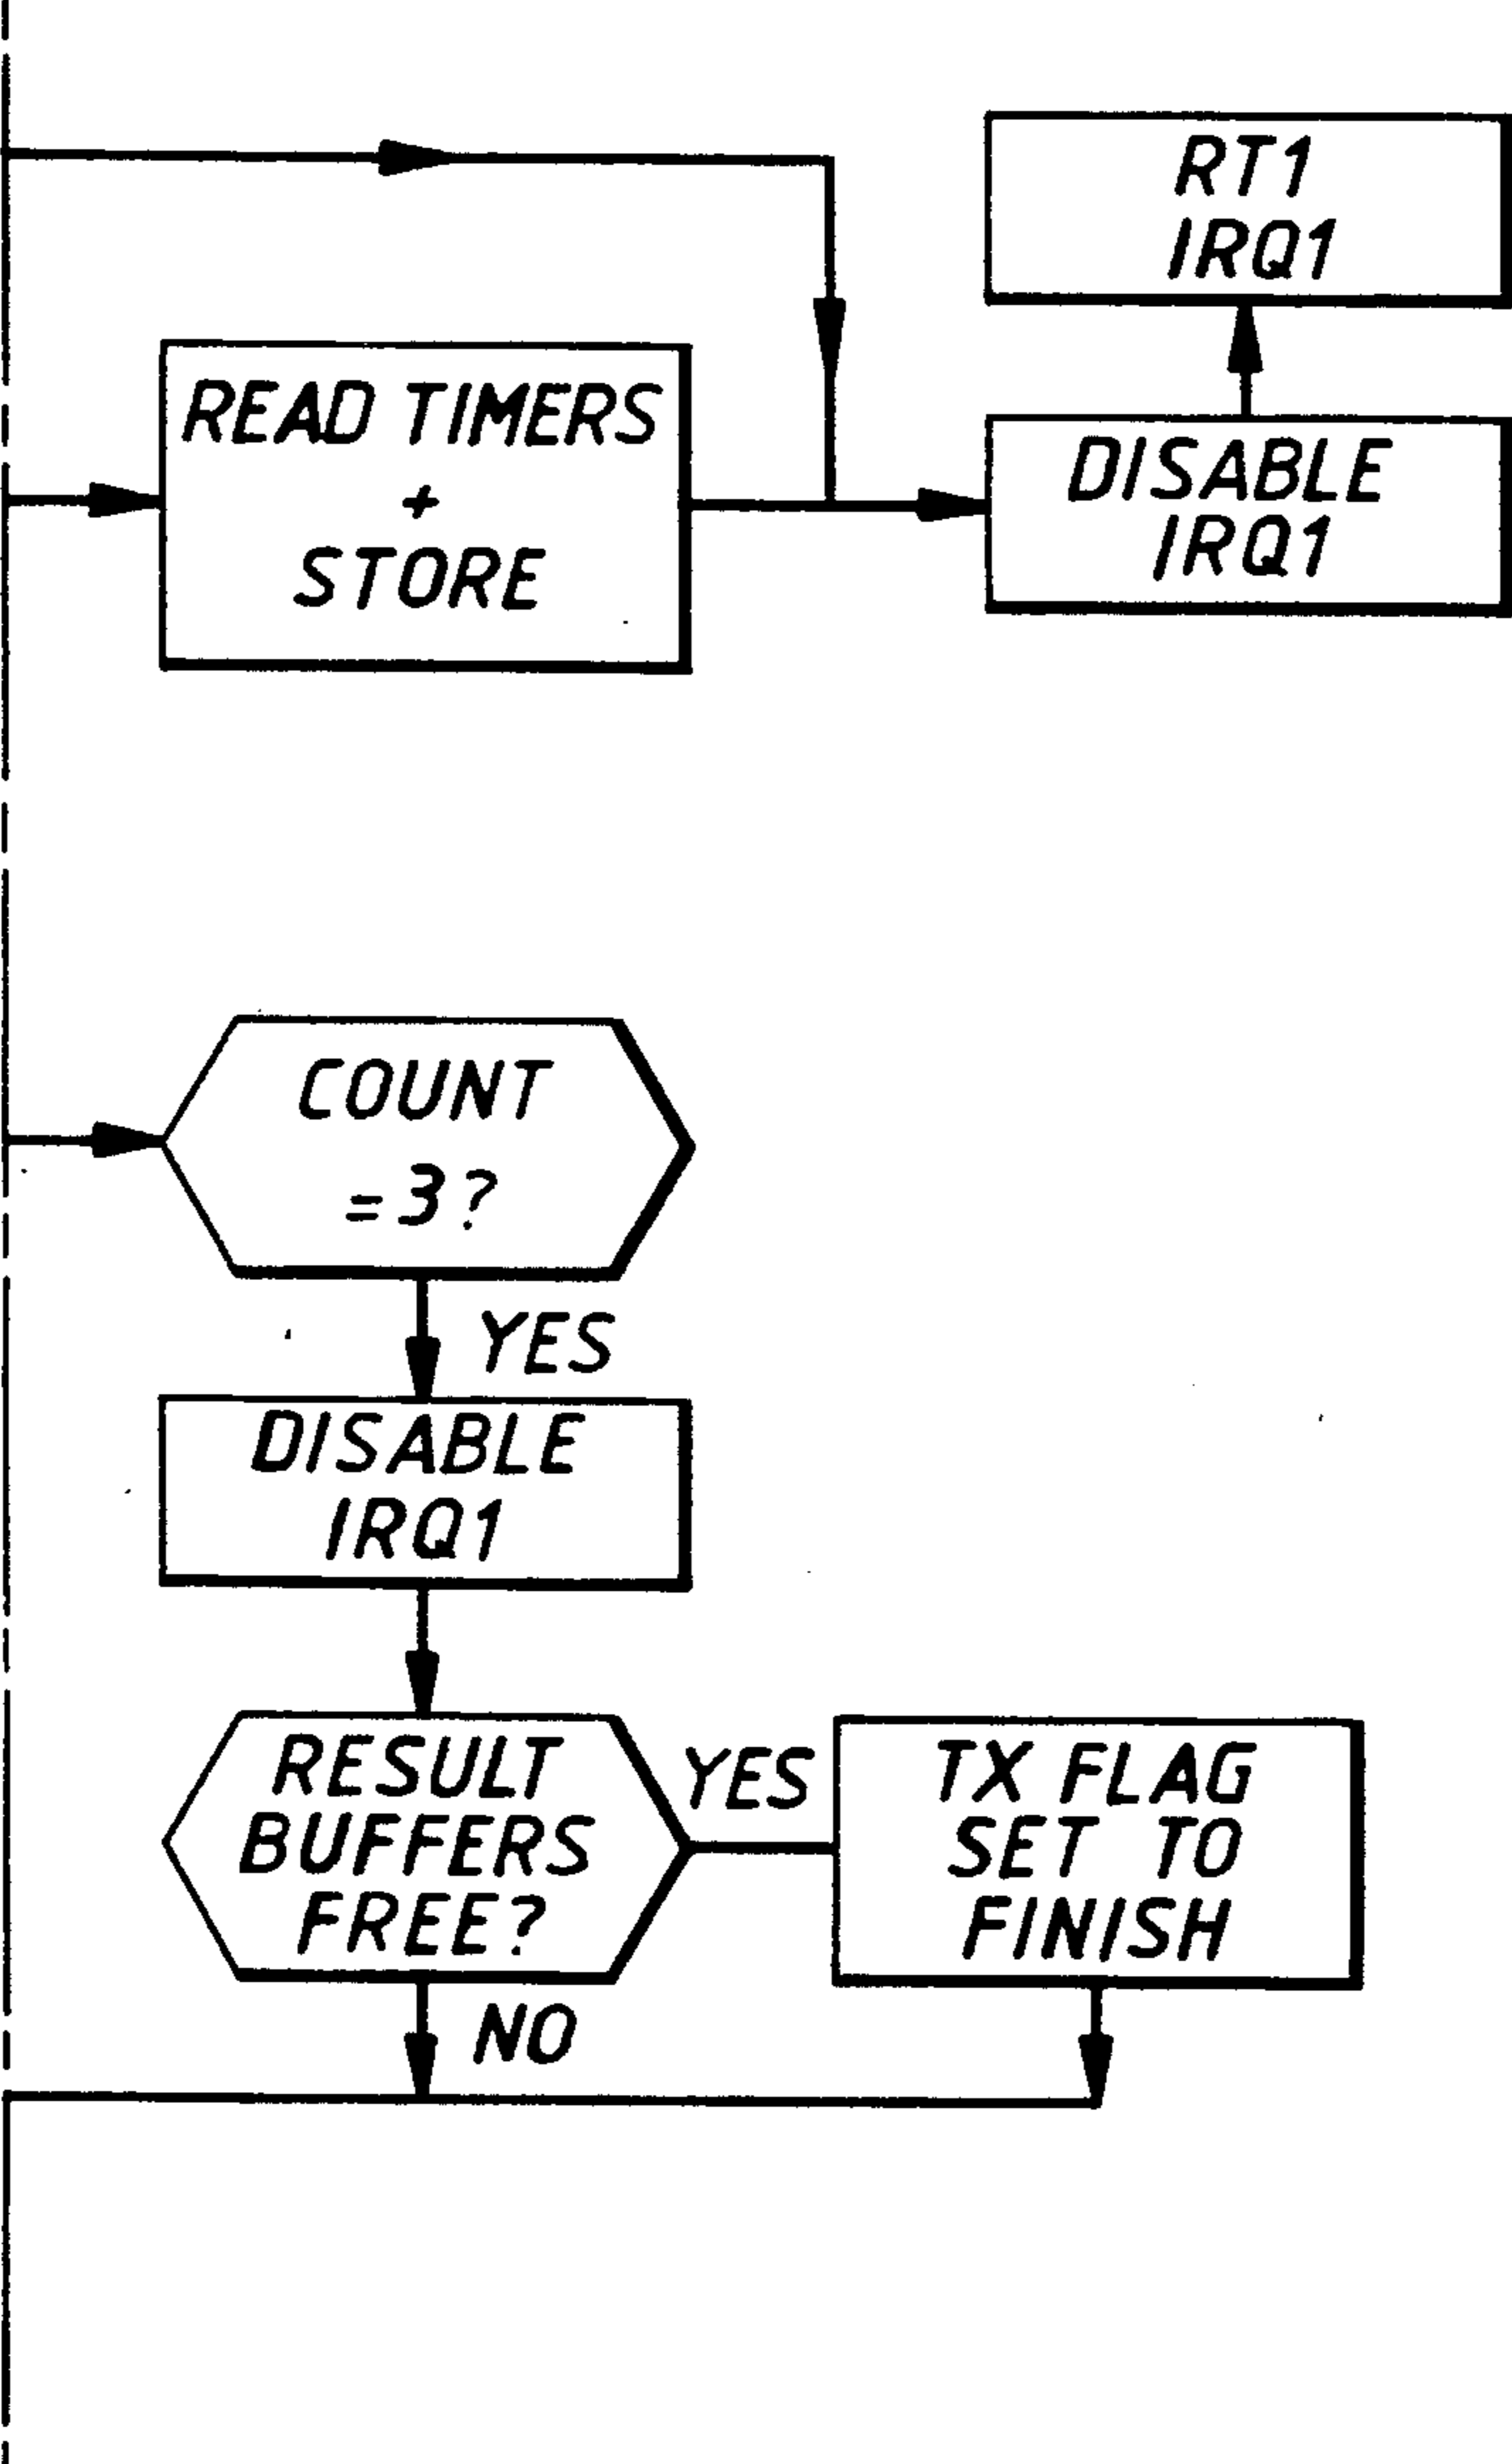 RT1
IRQ1
READ TIMERS
+
STORE
DISABLE
IRQ1
COUNT
=3?
YES
DISABLE
IRQ1
RESULT
BUFFERS
FREE?
YES
TX FLAG
SET TO
FINISH
NO